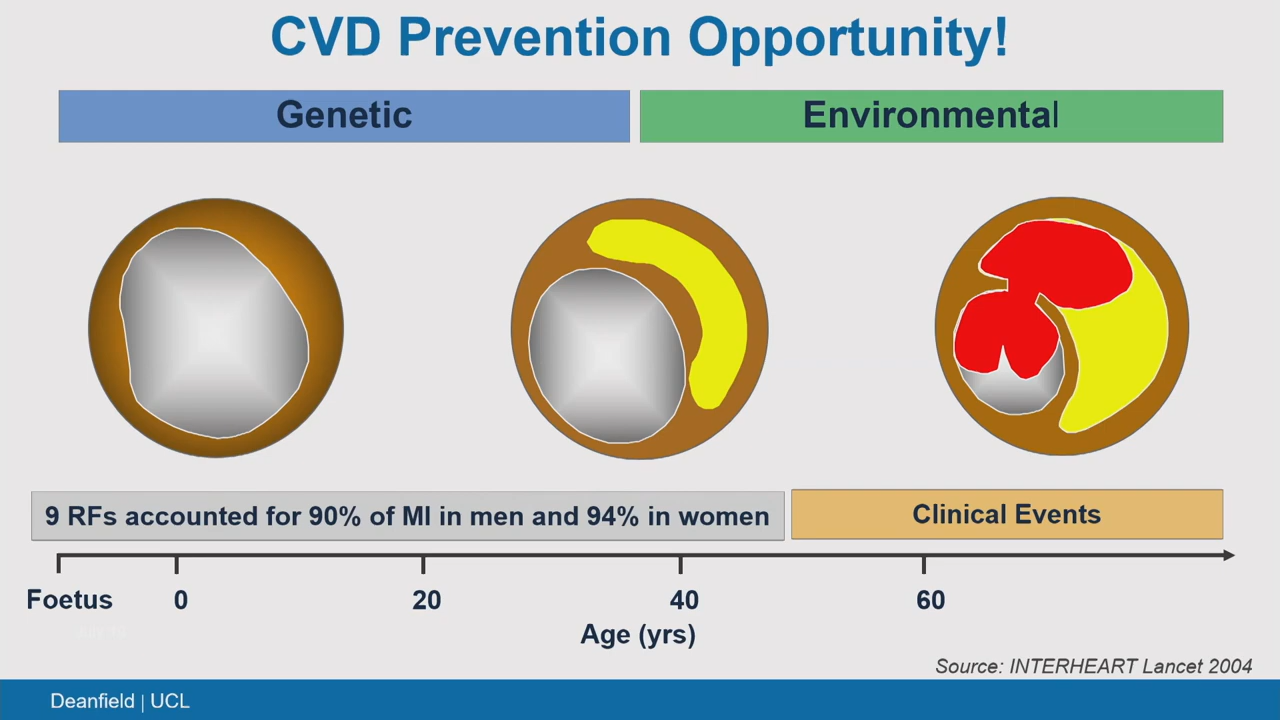 CVD Prevention Opportunity!
Genetic
Environmental
9 RFs accounted for 90% of MI in men and 94% in women
Clinical Events
Foetus 0 20 40 60
Age (yrs)
Source: INTERHEART Lancet 2004
Deanfield | UCL